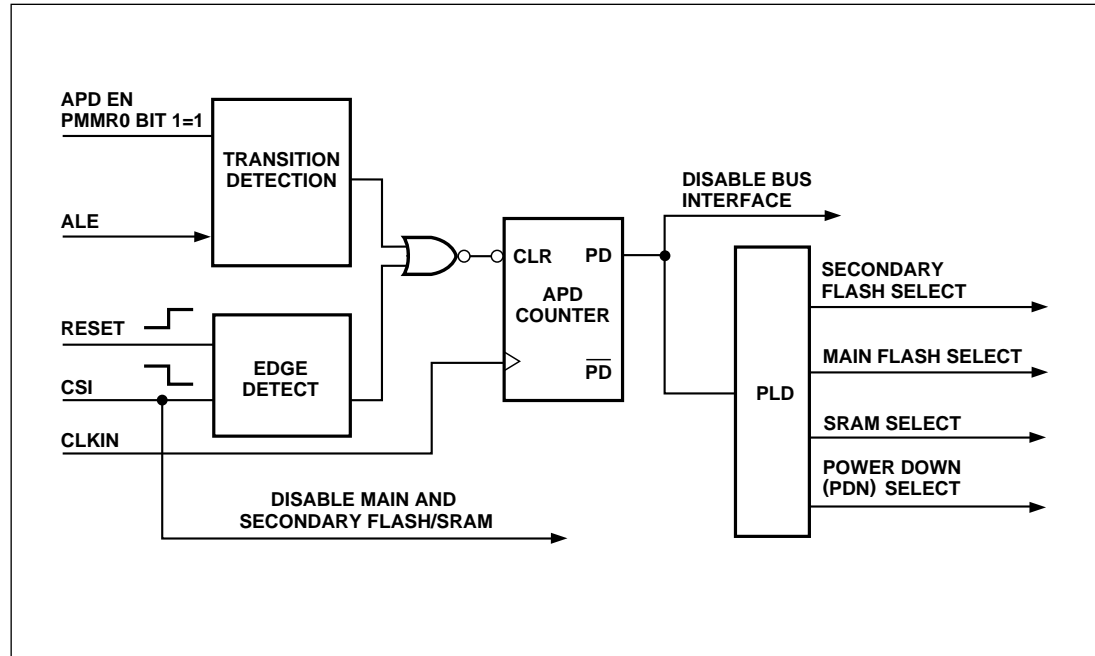 APD EN
PMMR0 BIT 1=1
TRANSITION
DETECTION
ALE
RESET
CSI
CLKIN
EDGE
DETECT
CLR
PD
APD
COUNTER
PD
DISABLE BUS
INTERFACE
PLD
SECONDARY
FLASH SELECT
MAIN FLASH SELECT
SRAM SELECT
POWER DOWN
(PDN) SELECT
DISABLE MAIN AND
SECONDARY FLASH/SRAM